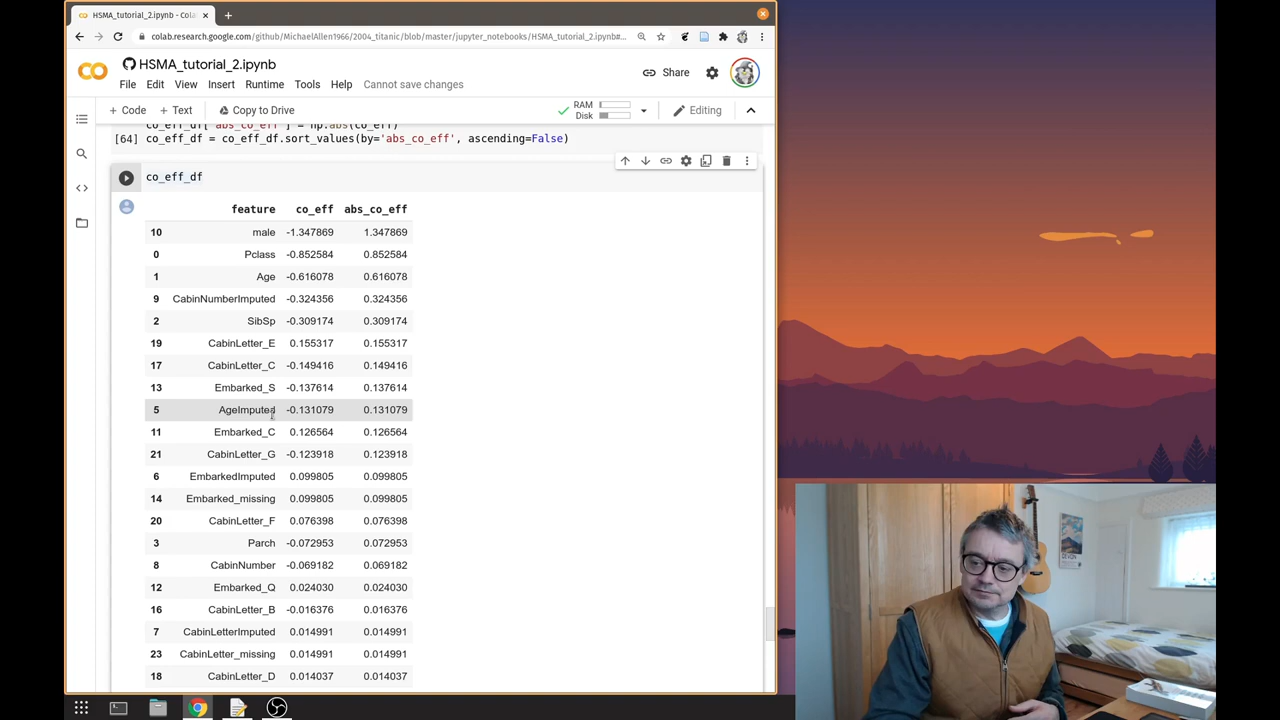 HSMA_tutorial_2.ipynb - Cola
colab.research.google.com/github/MichaelAllen1966/2004_titanic/blob/master/jupyter_notebooks/HSMA_tutorial_2.ipynb#...
HSMA_tutorial_2.ipynb
Share
File Edit View Insert Runtime Tools Help Cannot save changes
+ Code + Text Copy to Drive RAM Disk Editing
co_eff_df['abs_co_eff'] = np.abs(co_eff)
[64] co_eff_df = co_eff_df.sort_values(by='abs_co_eff', ascending=False)
co_eff_df
feature co_eff abs_co_eff
10 male -1.347869 1.347869
0 Pclass -0.852584 0.852584
1 Age -0.616078 0.616078
9 CabinNumberImputed -0.324356 0.324356
2 SibSp -0.309174 0.309174
19 CabinLetter_E 0.155317 0.155317
17 CabinLetter_C -0.149416 0.149416
13 Embarked_S -0.137614 0.137614
5 AgeImputed -0.131079 0.131079
11 Embarked_C 0.126564 0.126564
21 CabinLetter_G -0.123918 0.123918
6 EmbarkedImputed 0.099805 0.099805
14 Embarked_missing 0.099805 0.099805
20 CabinLetter_F 0.076398 0.076398
3 Parch -0.072953 0.072953
8 CabinNumber -0.069182 0.069182
12 Embarked_Q 0.024030 0.024030
16 CabinLetter_B -0.016376 0.016376
7 CabinLetterImputed 0.014991 0.014991
23 CabinLetter_missing 0.014991 0.014991
18 CabinLetter_D 0.014037 0.014037
DEVON